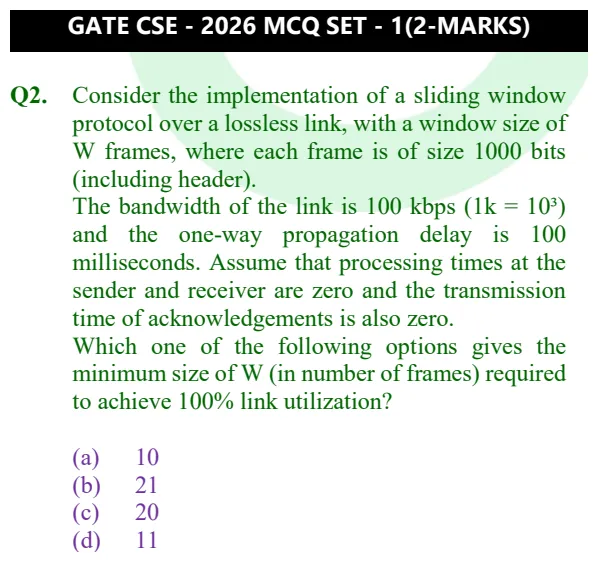 GATE CSE - 2026 MCQ SET - 1(2-MARKS)
Q2. Consider the implementation of a sliding window
protocol over a lossless link, with a window size of
W frames, where each frame is of size 1000 bits
(including header).
The bandwidth of the link is 100 kbps (1k = 10³)
and the one-way propagation delay is 100
milliseconds. Assume that processing times at the
sender and receiver are zero and the transmission
time of acknowledgements is also zero.
Which one of the following options gives the
minimum size of W (in number of frames) required
to achieve 100% link utilization?
(a) 10
(b) 21
(c) 20
(d) 11